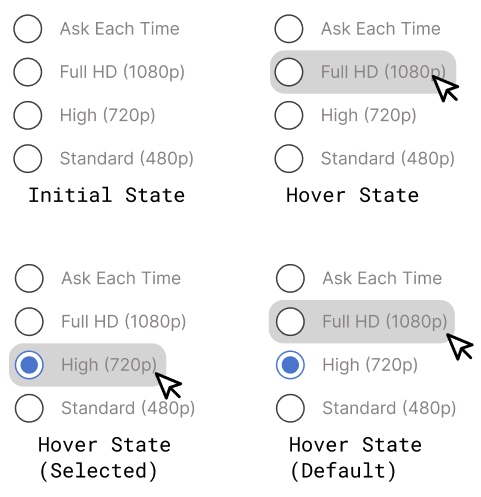 Ask Each Time
Full HD (1080p)
High (720p)
Standard (480p)
Initial State
Ask Each Time
Full HD (1080p)
High (720p)
Standard (480p)
Hover State
Ask Each Time
Full HD (1080p)
High (720p)
Standard (480p)
Hover State
(Selected)
Ask Each Time
Full HD (1080p)
High (720p)
Standard (480p)
Hover State
(Default)